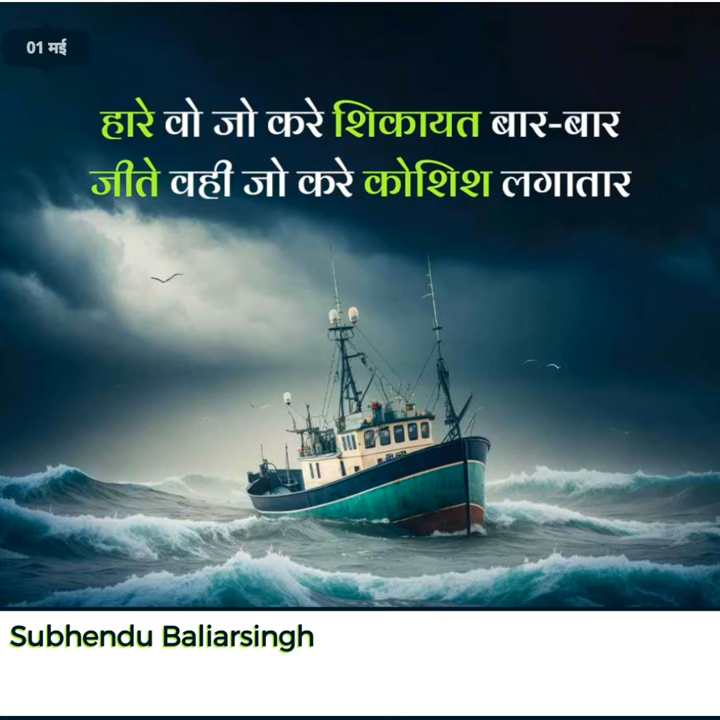 01 मई
हारे वो जो करे शिकायत बार-बार
जीते वही जो करे कोशिश लगातार
Subhendu Baliarsingh